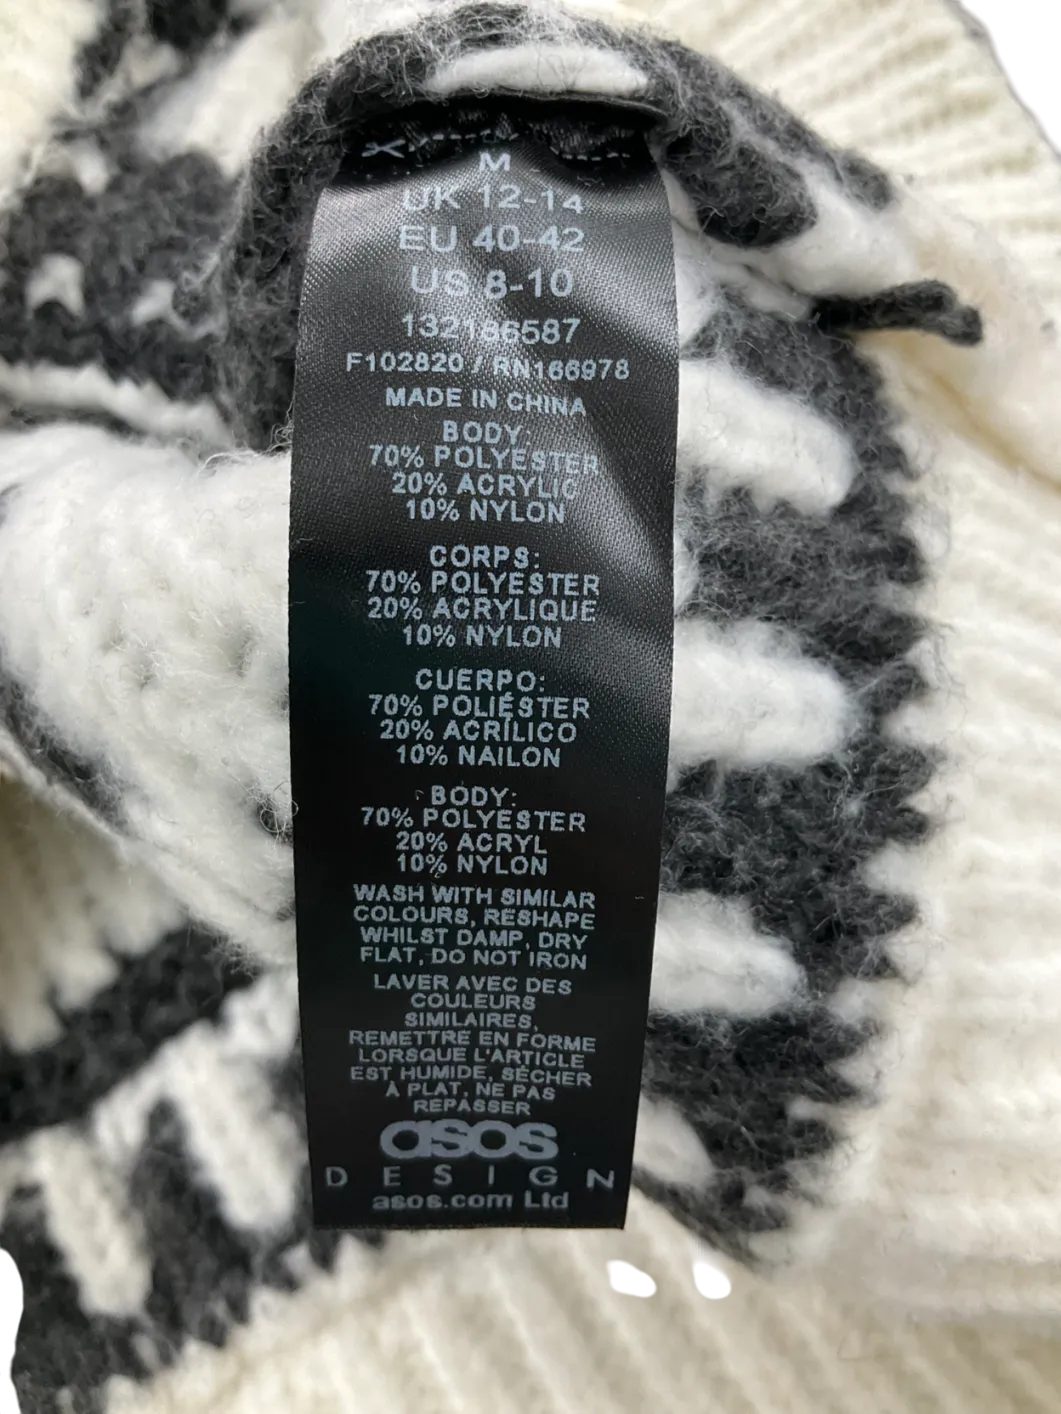 M
UK 12-14
EU 40-42
US 8-10
132186587
F102820 / RN166978
MADE IN CHINA
BODY:
70% POLYESTER
20% ACRYLIC
10% NYLON
CORPS:
70% POLYESTER
20% ACRYLIQUE
10% NYLON
CUERPO:
70% POLIÉSTER
20% ACRÍLICO
10% NAILON
BODY:
70% POLYESTER
20% ACRYL
10% NYLON
WASH WITH SIMILAR
COLOURS, RESHAPE
WHILST DAMP, DRY
FLAT, DO NOT IRON
LAVER AVEC DES
COULEURS
SIMILAIRES,
REMETTRE EN FORME
LORSQUE L'ARTICLE
EST HUMIDE, SÉCHER
À PLAT, NE PAS
REPASSER
asos
DESIGN
asos.com Ltd